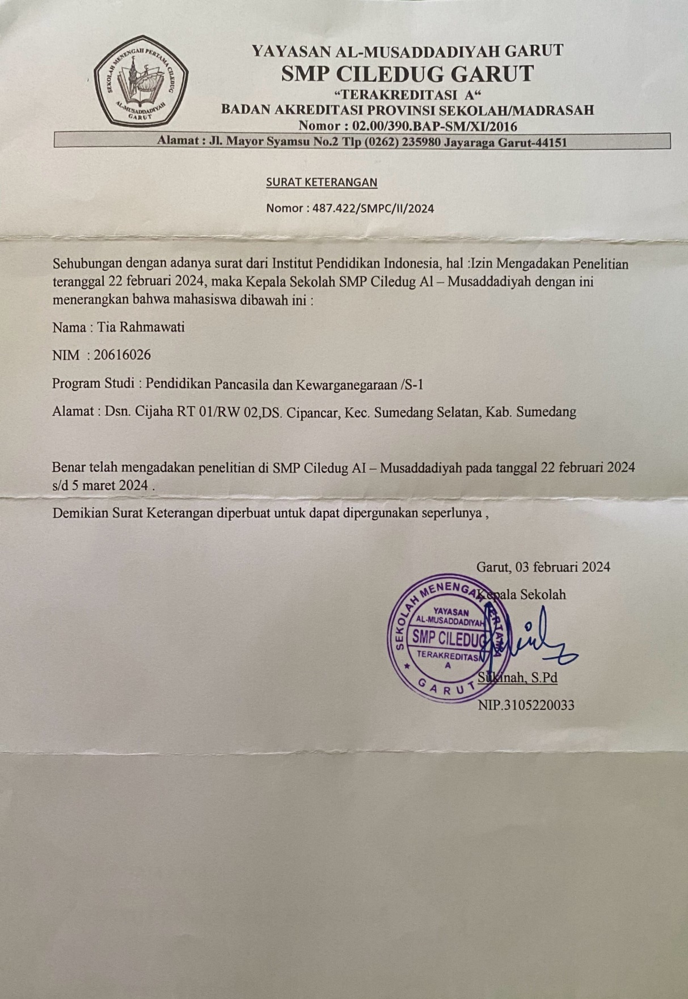 SEKOLAH MENENGAH PERTAMA CILEDUG
AL-MUSADDADIYAH
GARUT
YAYASAN AL-MUSADDADIYAH GARUT
SMP CILEDUG GARUT
“TERAKREDITASI A“
BADAN AKREDITASI PROVINSI SEKOLAH/MADRASAH
Nomor : 02.00/390.BAP-SM/XI/2016
Alamat : Jl. Mayor Syamsu No.2 Tlp (0262) 235980 Jayaraga Garut-44151
SURAT KETERANGAN
Nomor : 487.422/SMPC/II/2024
Sehubungan dengan adanya surat dari Institut Pendidikan Indonesia, hal :Izin Mengadakan Penelitian
teranggal 22 februari 2024, maka Kepala Sekolah SMP Ciledug Al – Musaddadiyah dengan ini
menerangkan bahwa mahasiswa dibawah ini :
Nama : Tia Rahmawati
NIM : 20616026
Program Studi : Pendidikan Pancasila dan Kewarganegaraan /S-1
Alamat : Dsn. Cijaha RT 01/RW 02,DS. Cipancar, Kec. Sumedang Selatan, Kab. Sumedang
Benar telah mengadakan penelitian di SMP Ciledug AI – Musaddadiyah pada tanggal 22 februari 2024
s/d 5 maret 2024 .
Demikian Surat Keterangan diperbuat untuk dapat dipergunakan seperlunya ,
Garut, 03 februari 2024
Kepala Sekolah
SEKOLAH MENENGAH PERTAMA
YAYASAN
AL-MUSADDADIYAH
SMP CILEDUG
TERAKREDITASI
A
GARUT
Sukinah, S.Pd
NIP.3105220033